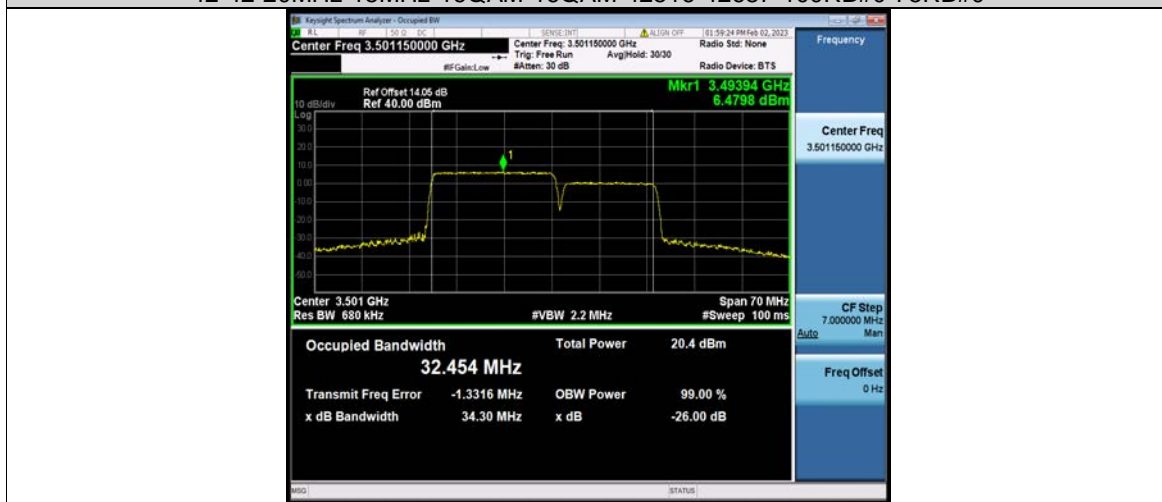 Keysight Spectrum Analyzer - Occupied BW
RL RF 50 Ω DC SENSE:INT ALIGN OFF 01:59:24 PM Feb 02, 2023
Center Freq 3.501150000 GHz
Center Freq: 3.501150000 GHz Radio Std: None
Trig: Free Run Avg|Hold: 30/30
#IFGain:Low #Atten: 30 dB Radio Device: BTS
Mkr1 3.49394 GHz
6.4798 dBm
Ref Offset 14.05 dB
10 dB/div Ref 40.00 dBm
Log
30.0
20.0
10.0
0.00
-10.0
-20.0
-30.0
-40.0
-50.0
1
Center 3.501 GHz Span 70 MHz
Res BW 680 kHz #VBW 2.2 MHz #Sweep 100 ms
Occupied Bandwidth Total Power 20.4 dBm
32.454 MHz
Transmit Freq Error -1.3316 MHz OBW Power 99.00 %
x dB Bandwidth 34.30 MHz x dB -26.00 dB
MSG STATUS
Frequency
Center Freq
3.501150000 GHz
CF Step
7.000000 MHz
Auto Man
Freq Offset
0 Hz